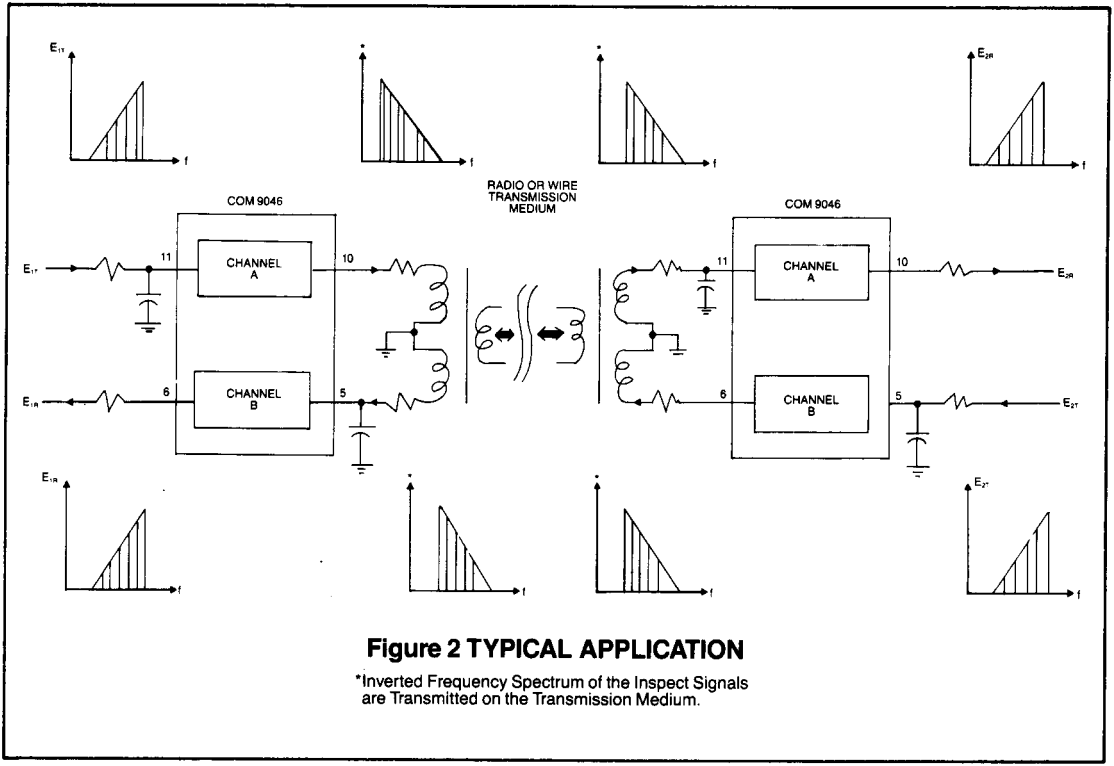 E1T
*
*
E2R
f
f
f
f
RADIO OR WIRE
TRANSMISSION
MEDIUM
COM 9046
COM 9046
E1T
11
CHANNEL
A
10
11
CHANNEL
A
10
E2R
E1R
6
CHANNEL
B
5
6
CHANNEL
B
5
E2T
E1R
*
*
E2T
f
f
f
f
Figure 2 TYPICAL APPLICATION
*Inverted Frequency Spectrum of the Inspect Signals
are Transmitted on the Transmission Medium.